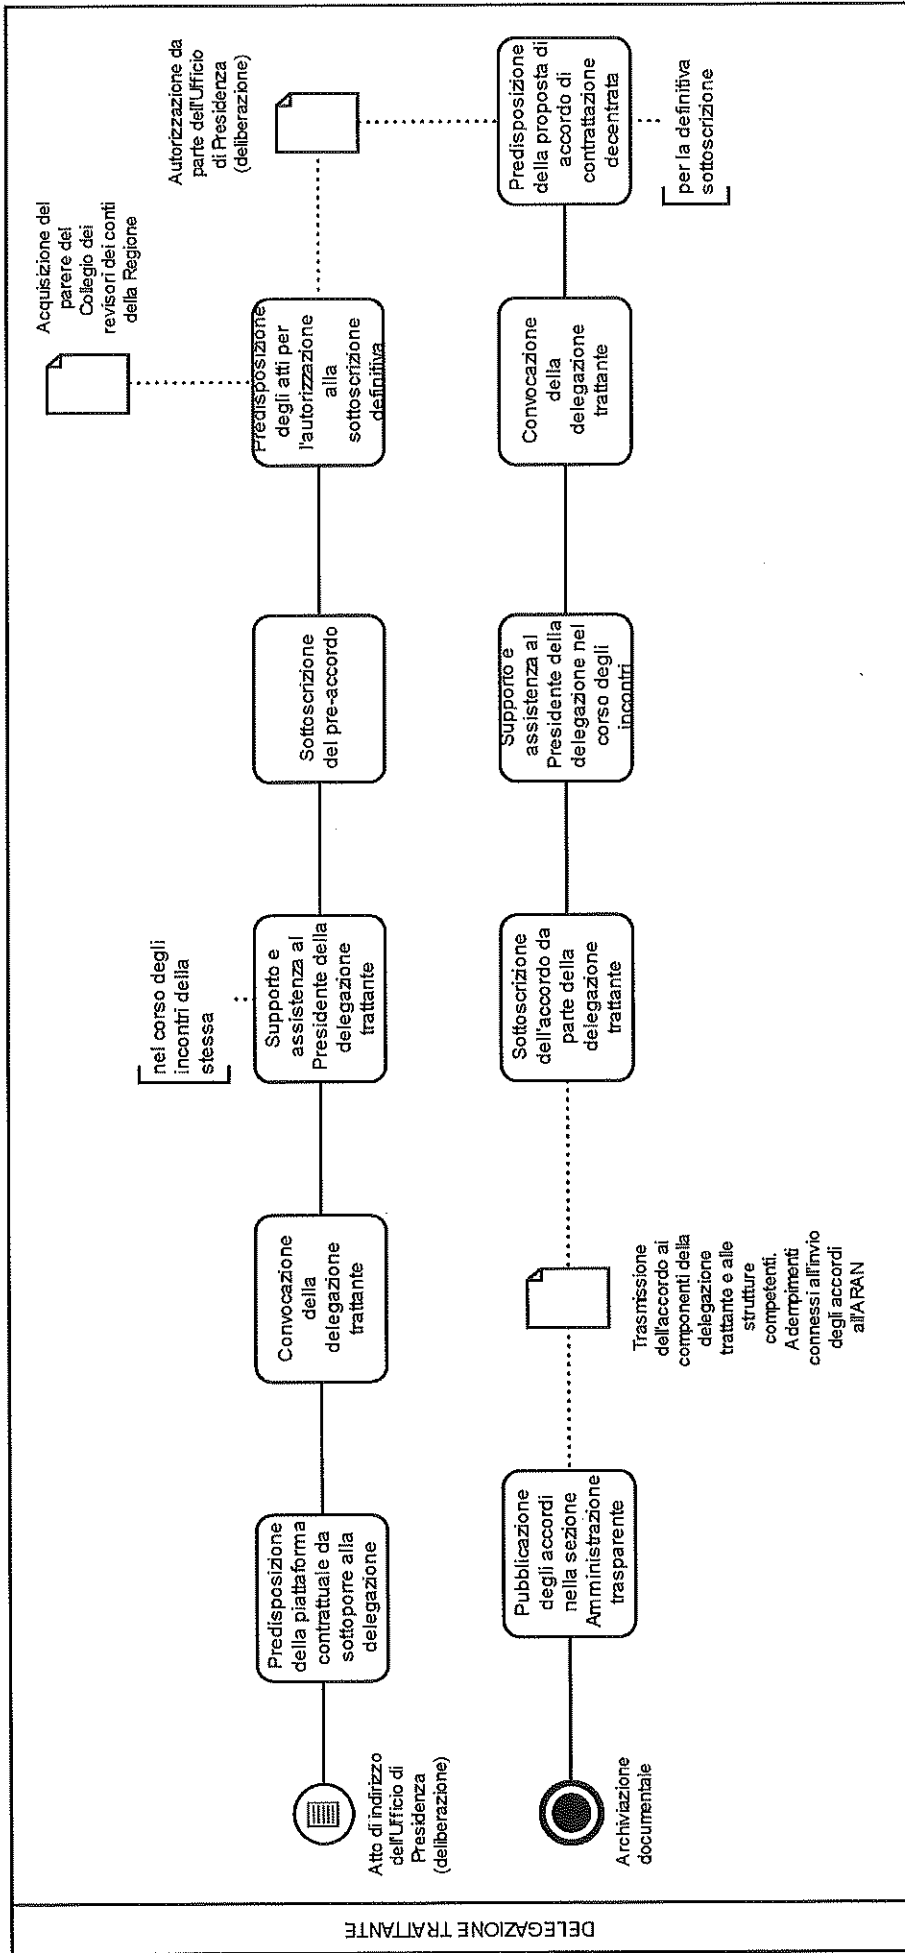 DELEGAZIONE TRATTANTE
Atto di indirizzo
dell'Ufficio di
Presidenza
(deliberazione)
Predisposizione
della piattaforma
contrattuale da
sottoporre alla
delegazione
Convocazione
della
delegazione
trattante
nel corso degli
incontri della
stessa
Supporto e
assistenza al
Presidente della
delegazione
trattante
Sottoscrizione
del pre-accordo
Acquisizione del
parere del
Collegio dei
revisori dei conti
della Regione
Predisposizione
degli atti per
l'autorizzazione
alla
sottoscrizione
definitiva
Autorizzazione da
parte dell'Ufficio
di Presidenza
(deliberazione)
Predisposizione
della proposta di
accordo di
contrattazione
decentrata
per la definitiva
sottoscrizione
Convocazione
della
delegazione
trattante
Supporto e
assistenza al
Presidente della
delegazione nel
corso degli
incontri
Sottoscrizione
dell'accordo da
parte della
delegazione
trattante
Trasmissione
dell'accordo ai
componenti della
delegazione
trattante e alle
strutture
competenti.
Adempimenti
connessi all'invio
degli accordi
all'ARAN
Pubblicazione
degli accordi
nella sezione
Amministrazione
trasparente
Archiviazione
documentale